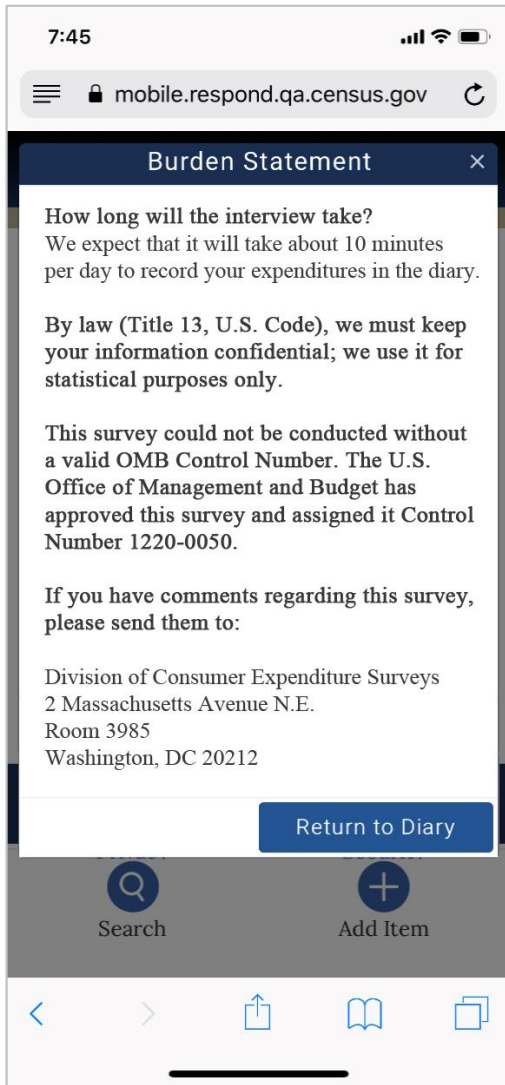 7:45
mobile.respond.qa.census.gov
Burden Statement
How long will the interview take?
We expect that it will take about 10 minutes
per day to record your expenditures in the diary.
By law (Title 13, U.S. Code), we must keep
your information confidential; we use it for
statistical purposes only.
This survey could not be conducted without
a valid OMB Control Number. The U.S.
Office of Management and Budget has
approved this survey and assigned it Control
Number 1220-0050.
If you have comments regarding this survey,
please send them to:
Division of Consumer Expenditure Surveys
2 Massachusetts Avenue N.E.
Room 3985
Washington, DC 20212
Return to Diary
Search Add Item